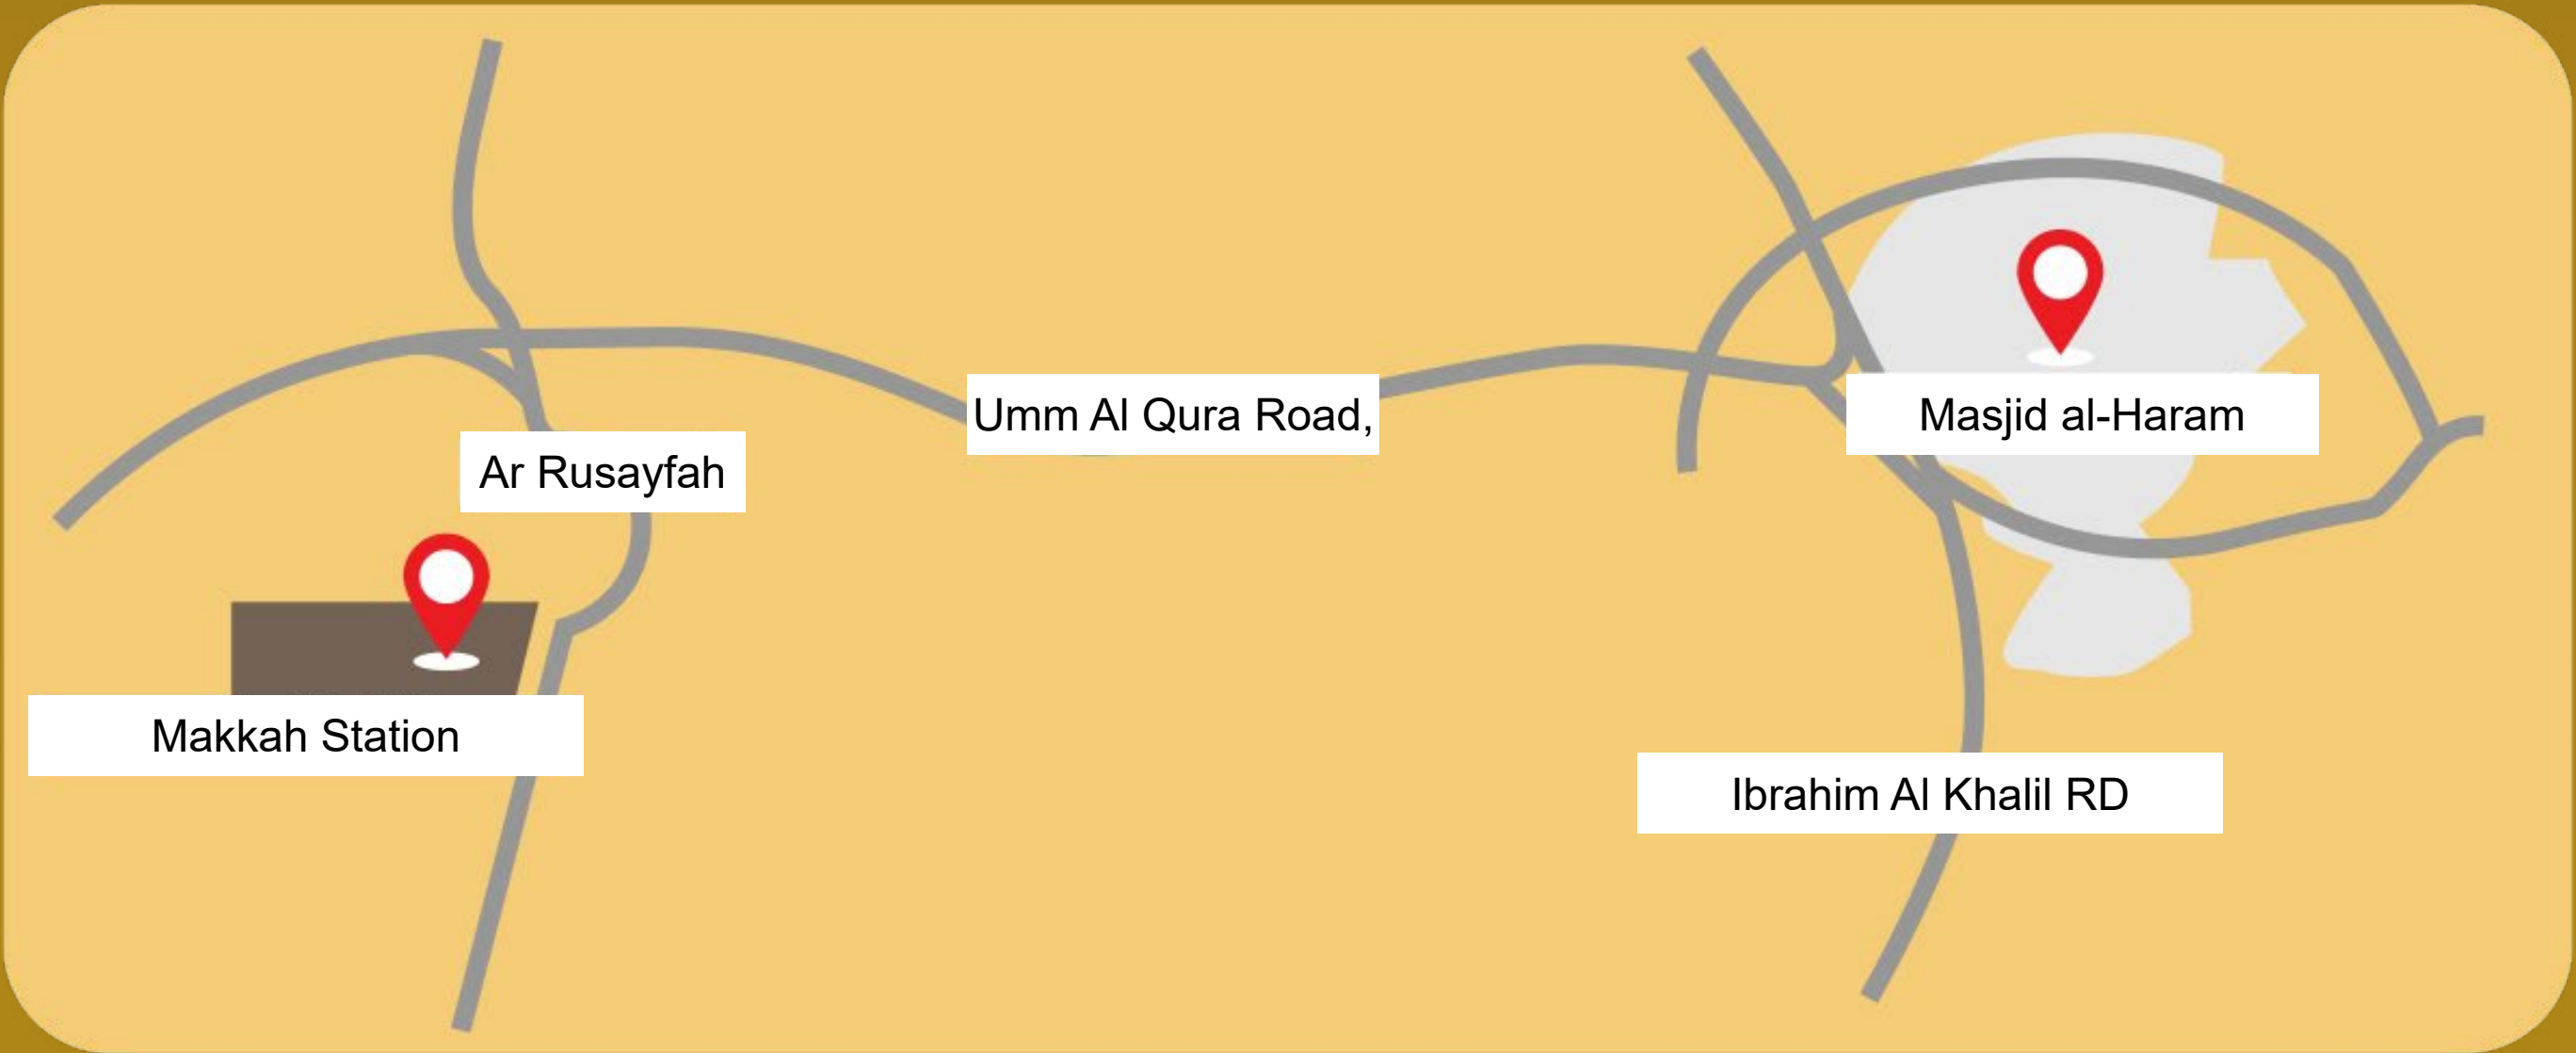 Umm Al Qura Road,
Masjid al-Haram
Ar Rusayfah
Makkah Station
Ibrahim Al Khalil RD